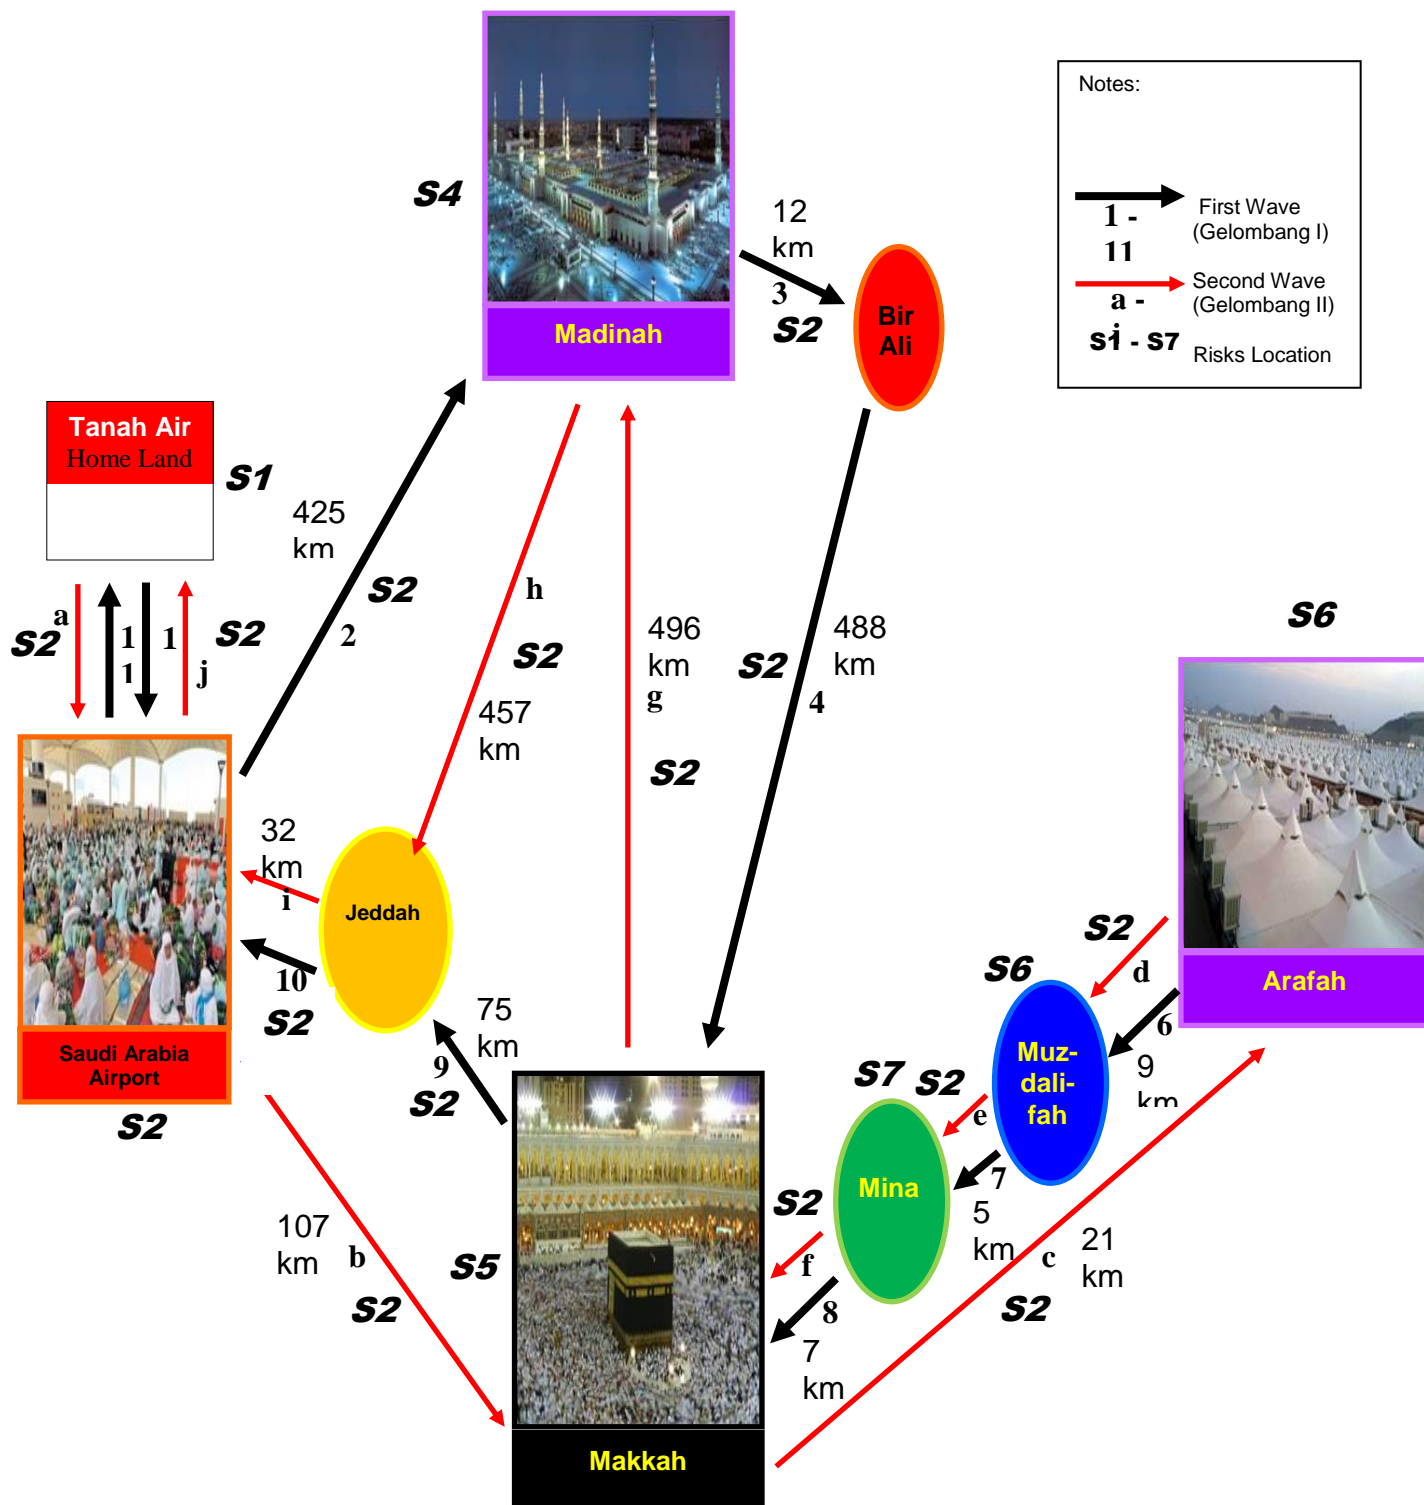 Notes:
1 -
11
First Wave
(Gelombang I)
a -
j
Second Wave
(Gelombang II)
S1 - S7
Risks Location
S4
Madinah
12
km
3
S2
Bir
Ali
Tanah Air
Home Land
S1
425
km
S2
2
h
S2
457
km
496
km
g
S2
S2
488
km
4
S2
a
1
1
1
j
S2
S6
Arafah
Saudi Arabia
Airport
S2
32
km
i
Jeddah
10
S2
75
km
9
S2
S2
d
6
9
km
S6
Muz-
dali-
fah
S7
S2
e
7
5
km
Mina
S2
f
8
7
km
107
km
b
S2
S5
Makkah
c
21
km
S2